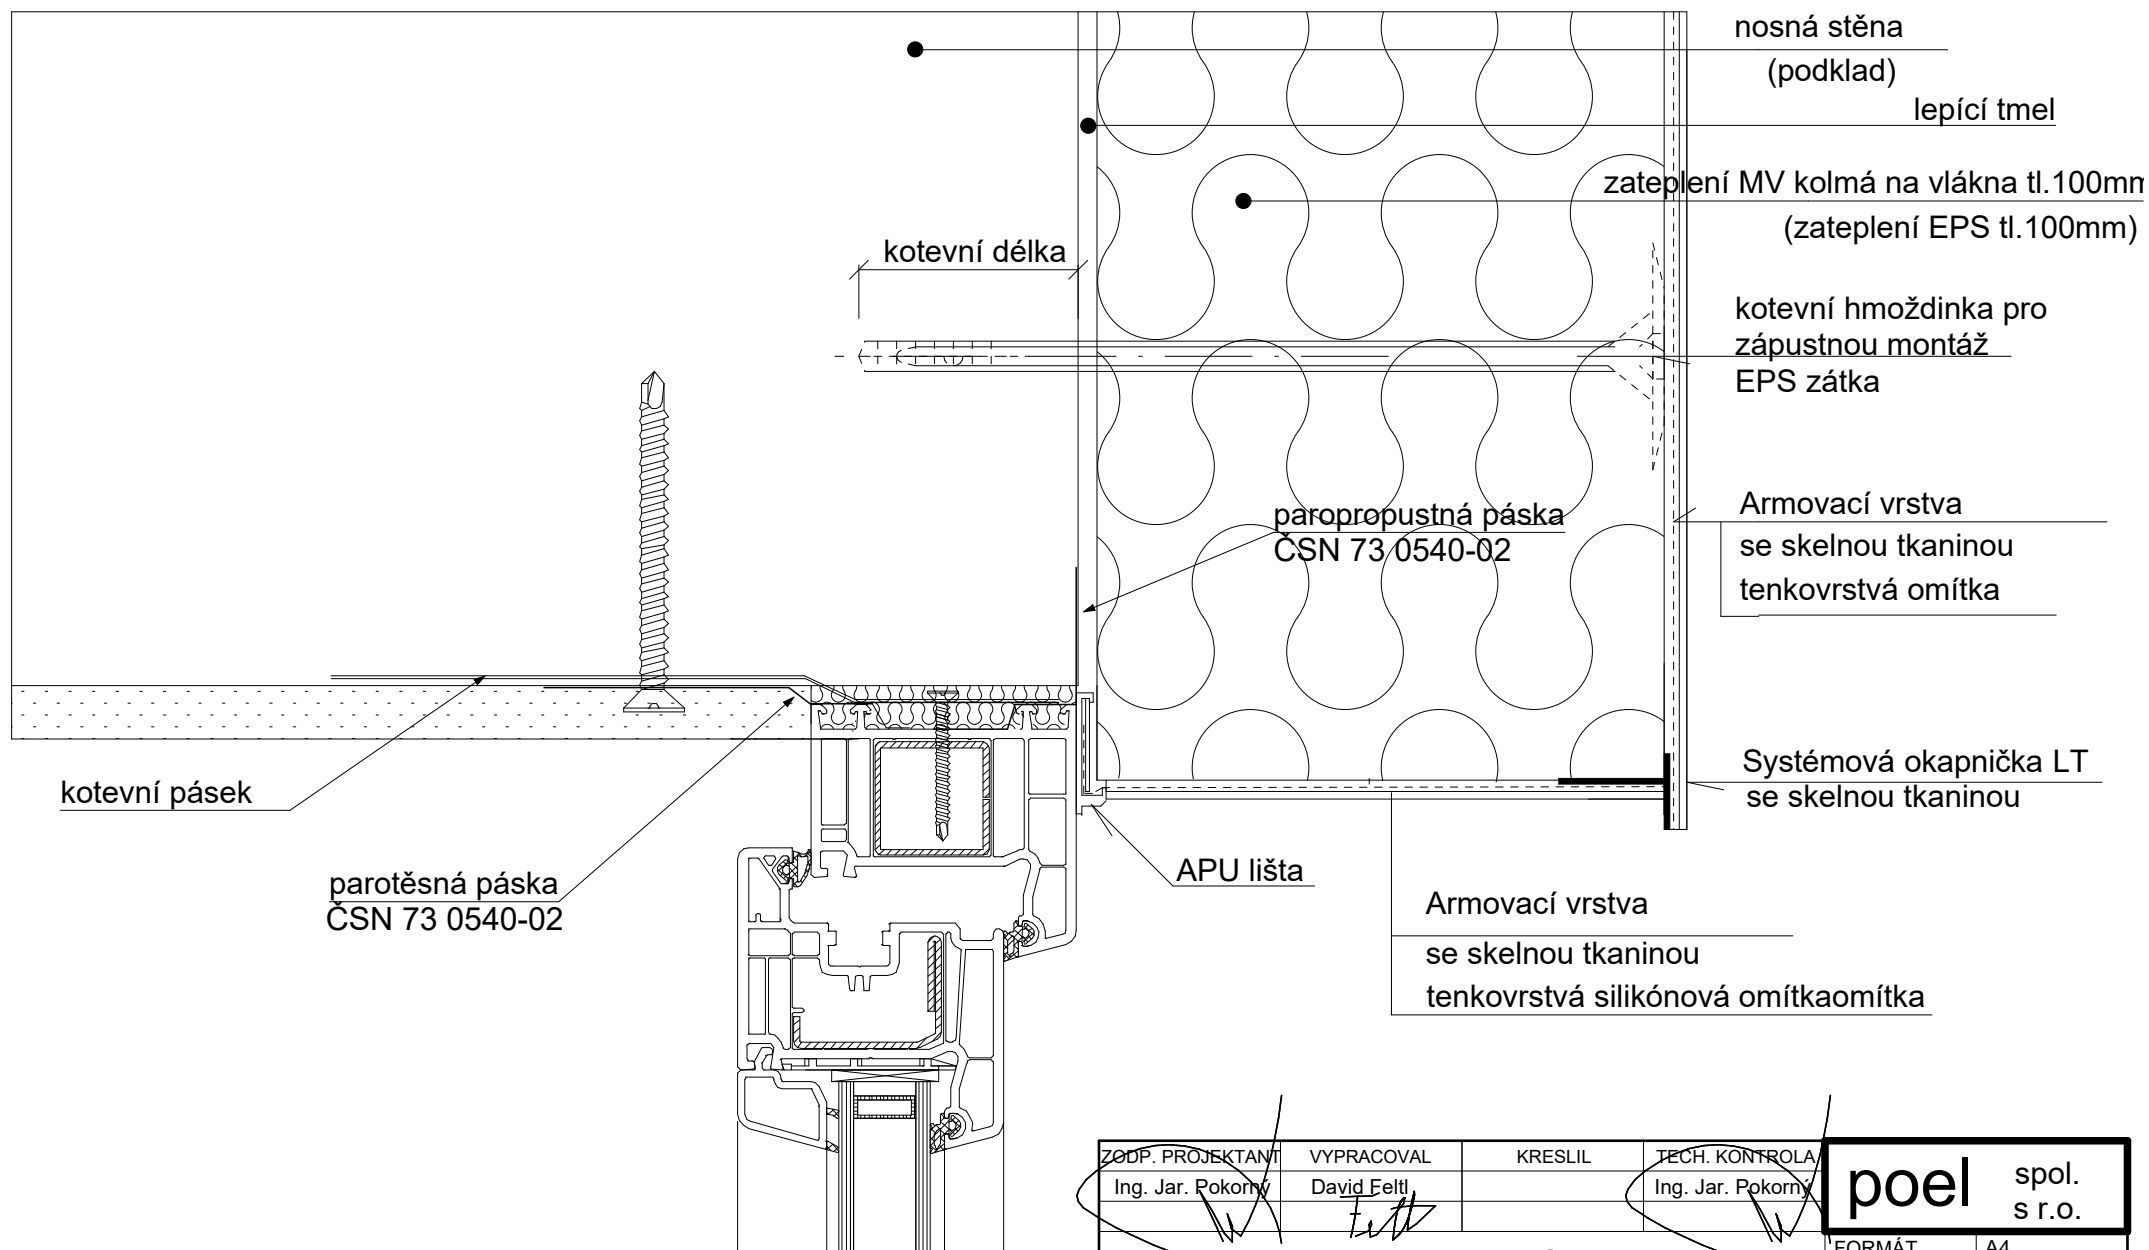 nosná stěna
(podklad)
lepící tmel
zateplení MV kolmá na vlákna tl.100mm
(zateplení EPS tl.100mm)
kotevní délka
kotevní hmoždinka pro
zápustnou montáž
EPS zátka
Armovací vrstva
se skelnou tkaninou
tenkovrstvá omítka
paropropustná páska
ČSN 73 0540-02
Systémová okapnička LT
se skelnou tkaninou
kotevní pásek
parotěsná páska
ČSN 73 0540-02
APU lišta
Armovací vrstva
se skelnou tkaninou
tenkovrstvá silikónová omítkaomítka
ZODP. PROJEKTANT VYPRACOVAL KRESLIL TECH. KONTROLA
Ing. Jar. Pokorný David Feltl Ing. Jar. Pokorný
poel spol.
s r.o.
FORMÁT A4